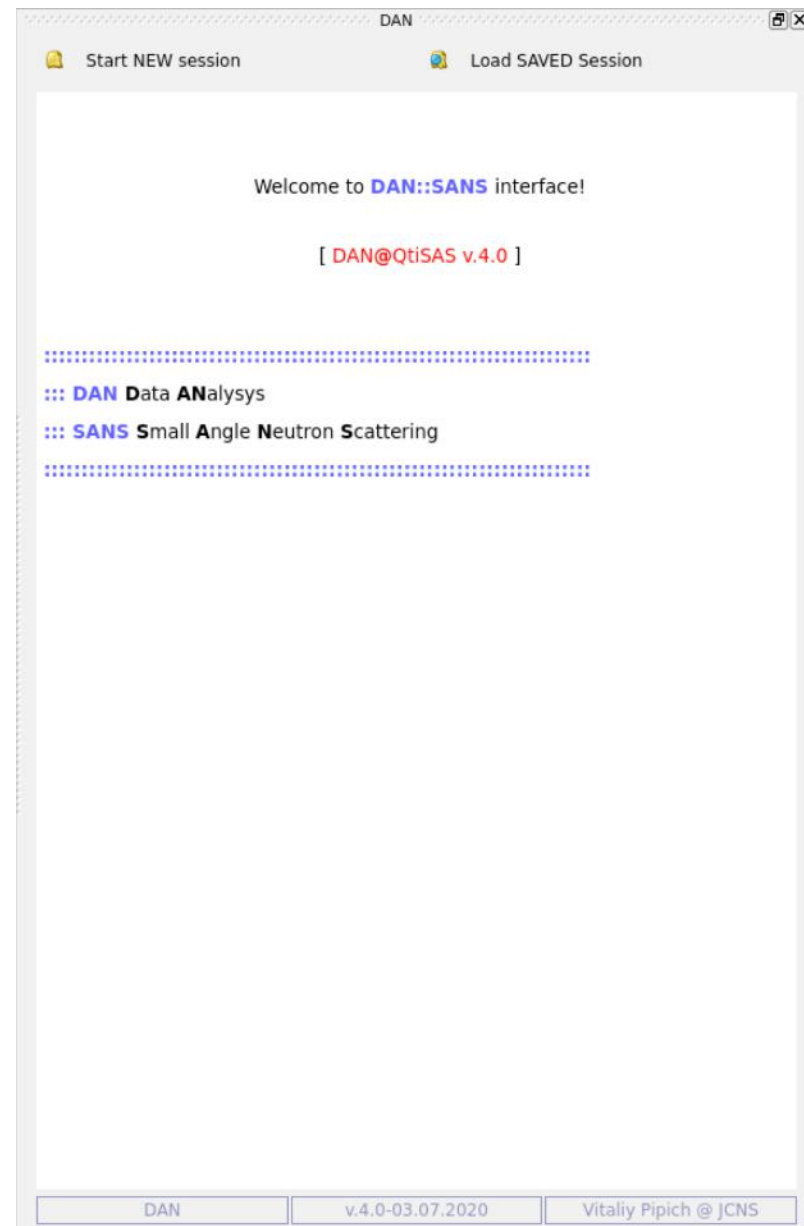 DAN
Start NEW session Load SAVED Session
Welcome to DAN::SANS interface!
[ DAN@QtiSAS v.4.0 ]
:::::::::::::::::::::::::::::::::::::::::::::::::::::::::::::::::::::::::
::: DAN Data ANalysys
::: SANS Small Angle Neutron Scattering
:::::::::::::::::::::::::::::::::::::::::::::::::::::::::::::::::::::::::
DAN v.4.0-03.07.2020 Vitaliy Pipich @ JCNS